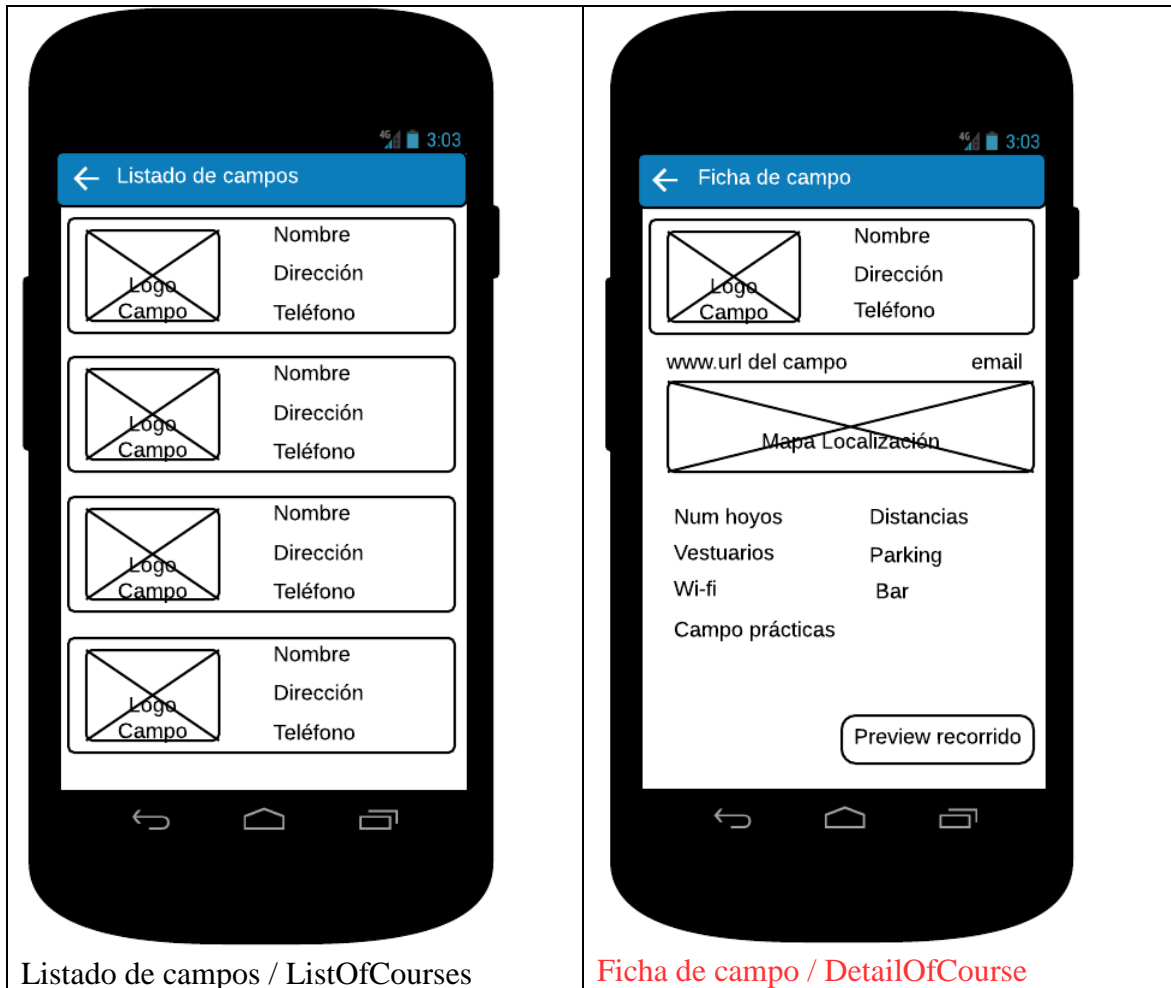 4G 3:03
Listado de campos
Nombre
Dirección
Logo
Campo
Teléfono
Nombre
Dirección
Logo
Campo
Teléfono
Nombre
Dirección
Logo
Campo
Teléfono
Nombre
Dirección
Logo
Campo
Teléfono
Listado de campos / ListOfCourses
4G 3:03
Ficha de campo
Nombre
Dirección
Logo
Campo
Teléfono
www.url del campo email
Mapa Localización
Num hoyos Distancias
Vestuarios Parking
Wi-fi Bar
Campo prácticas
Preview recorrido
Ficha de campo / DetailOfCourse